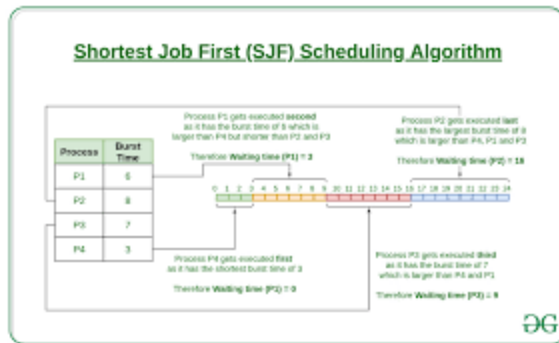 Shortest Job First (SJF) Scheduling Algorithm
Process P1 gets executed second
as it has the burst time of 6 which is
larger than P4 but shorter than P2 and P3
Therefore Waiting time (P1) = 3
Process P2 gets executed last
as it has the largest burst time of 8
which is larger than P4, P1 and P3
Therefore Waiting time (P2) = 16
Process Burst Time
P1 6
P2 8
P3 7
P4 3
0 1 2 3 4 5 6 7 8 9 10 11 12 13 14 15 16 17 18 19 20 21 22 23 24
Process P4 gets executed first
as it has the shortest burst time of 3
Therefore Waiting time = 0
Process P3 gets executed third
as it has the burst time of 7
which is larger than P4 and P1
Therefore Waiting time (P3) = 9